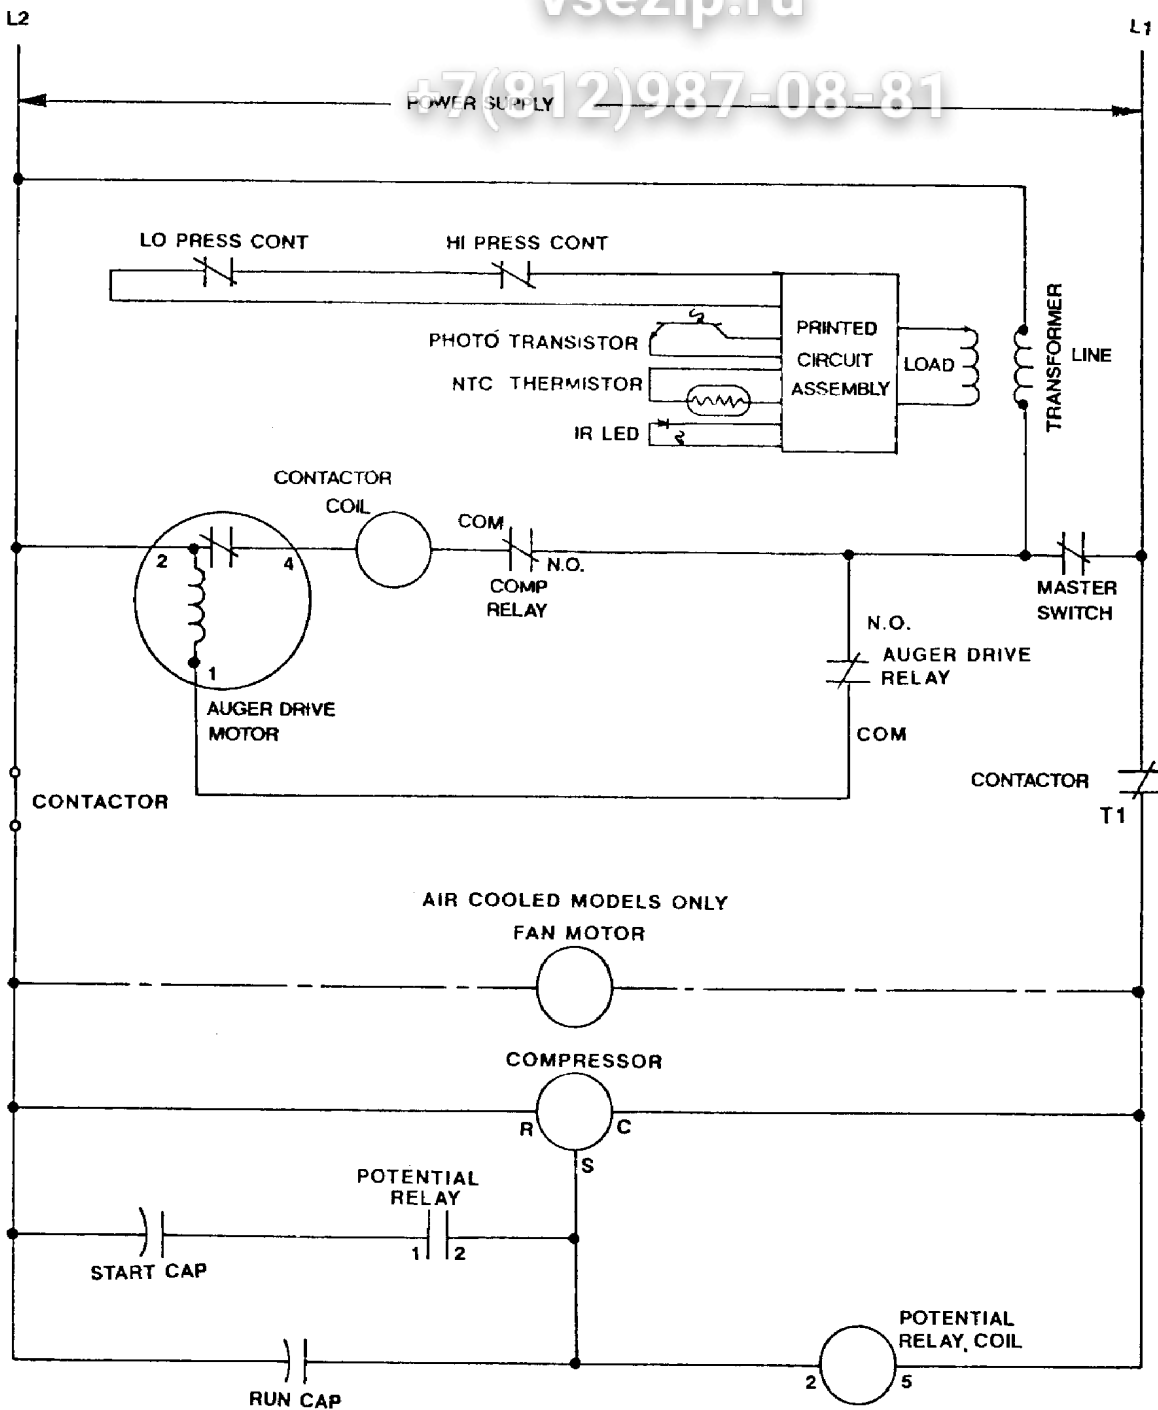 vsezip.ru
L2
L1
+7(812)987-08-81
POWER SUPPLY
LO PRESS CONT
HI PRESS CONT
PRINTED
CIRCUIT
ASSEMBLY
PHOTO TRANSISTOR
NTC THERMISTOR
IR LED
LOAD
TRANSFORMER
LINE
CONTACTOR
COIL
COM
N.O.
COMP
RELAY
2
4
1
AUGER DRIVE
MOTOR
MASTER
SWITCH
N.O.
AUGER DRIVE
RELAY
COM
CONTACTOR
CONTACTOR
T1
AIR COOLED MODELS ONLY
FAN MOTOR
COMPRESSOR
R
C
S
POTENTIAL
RELAY
1
2
START CAP
POTENTIAL
RELAY, COIL
2
5
RUN CAP